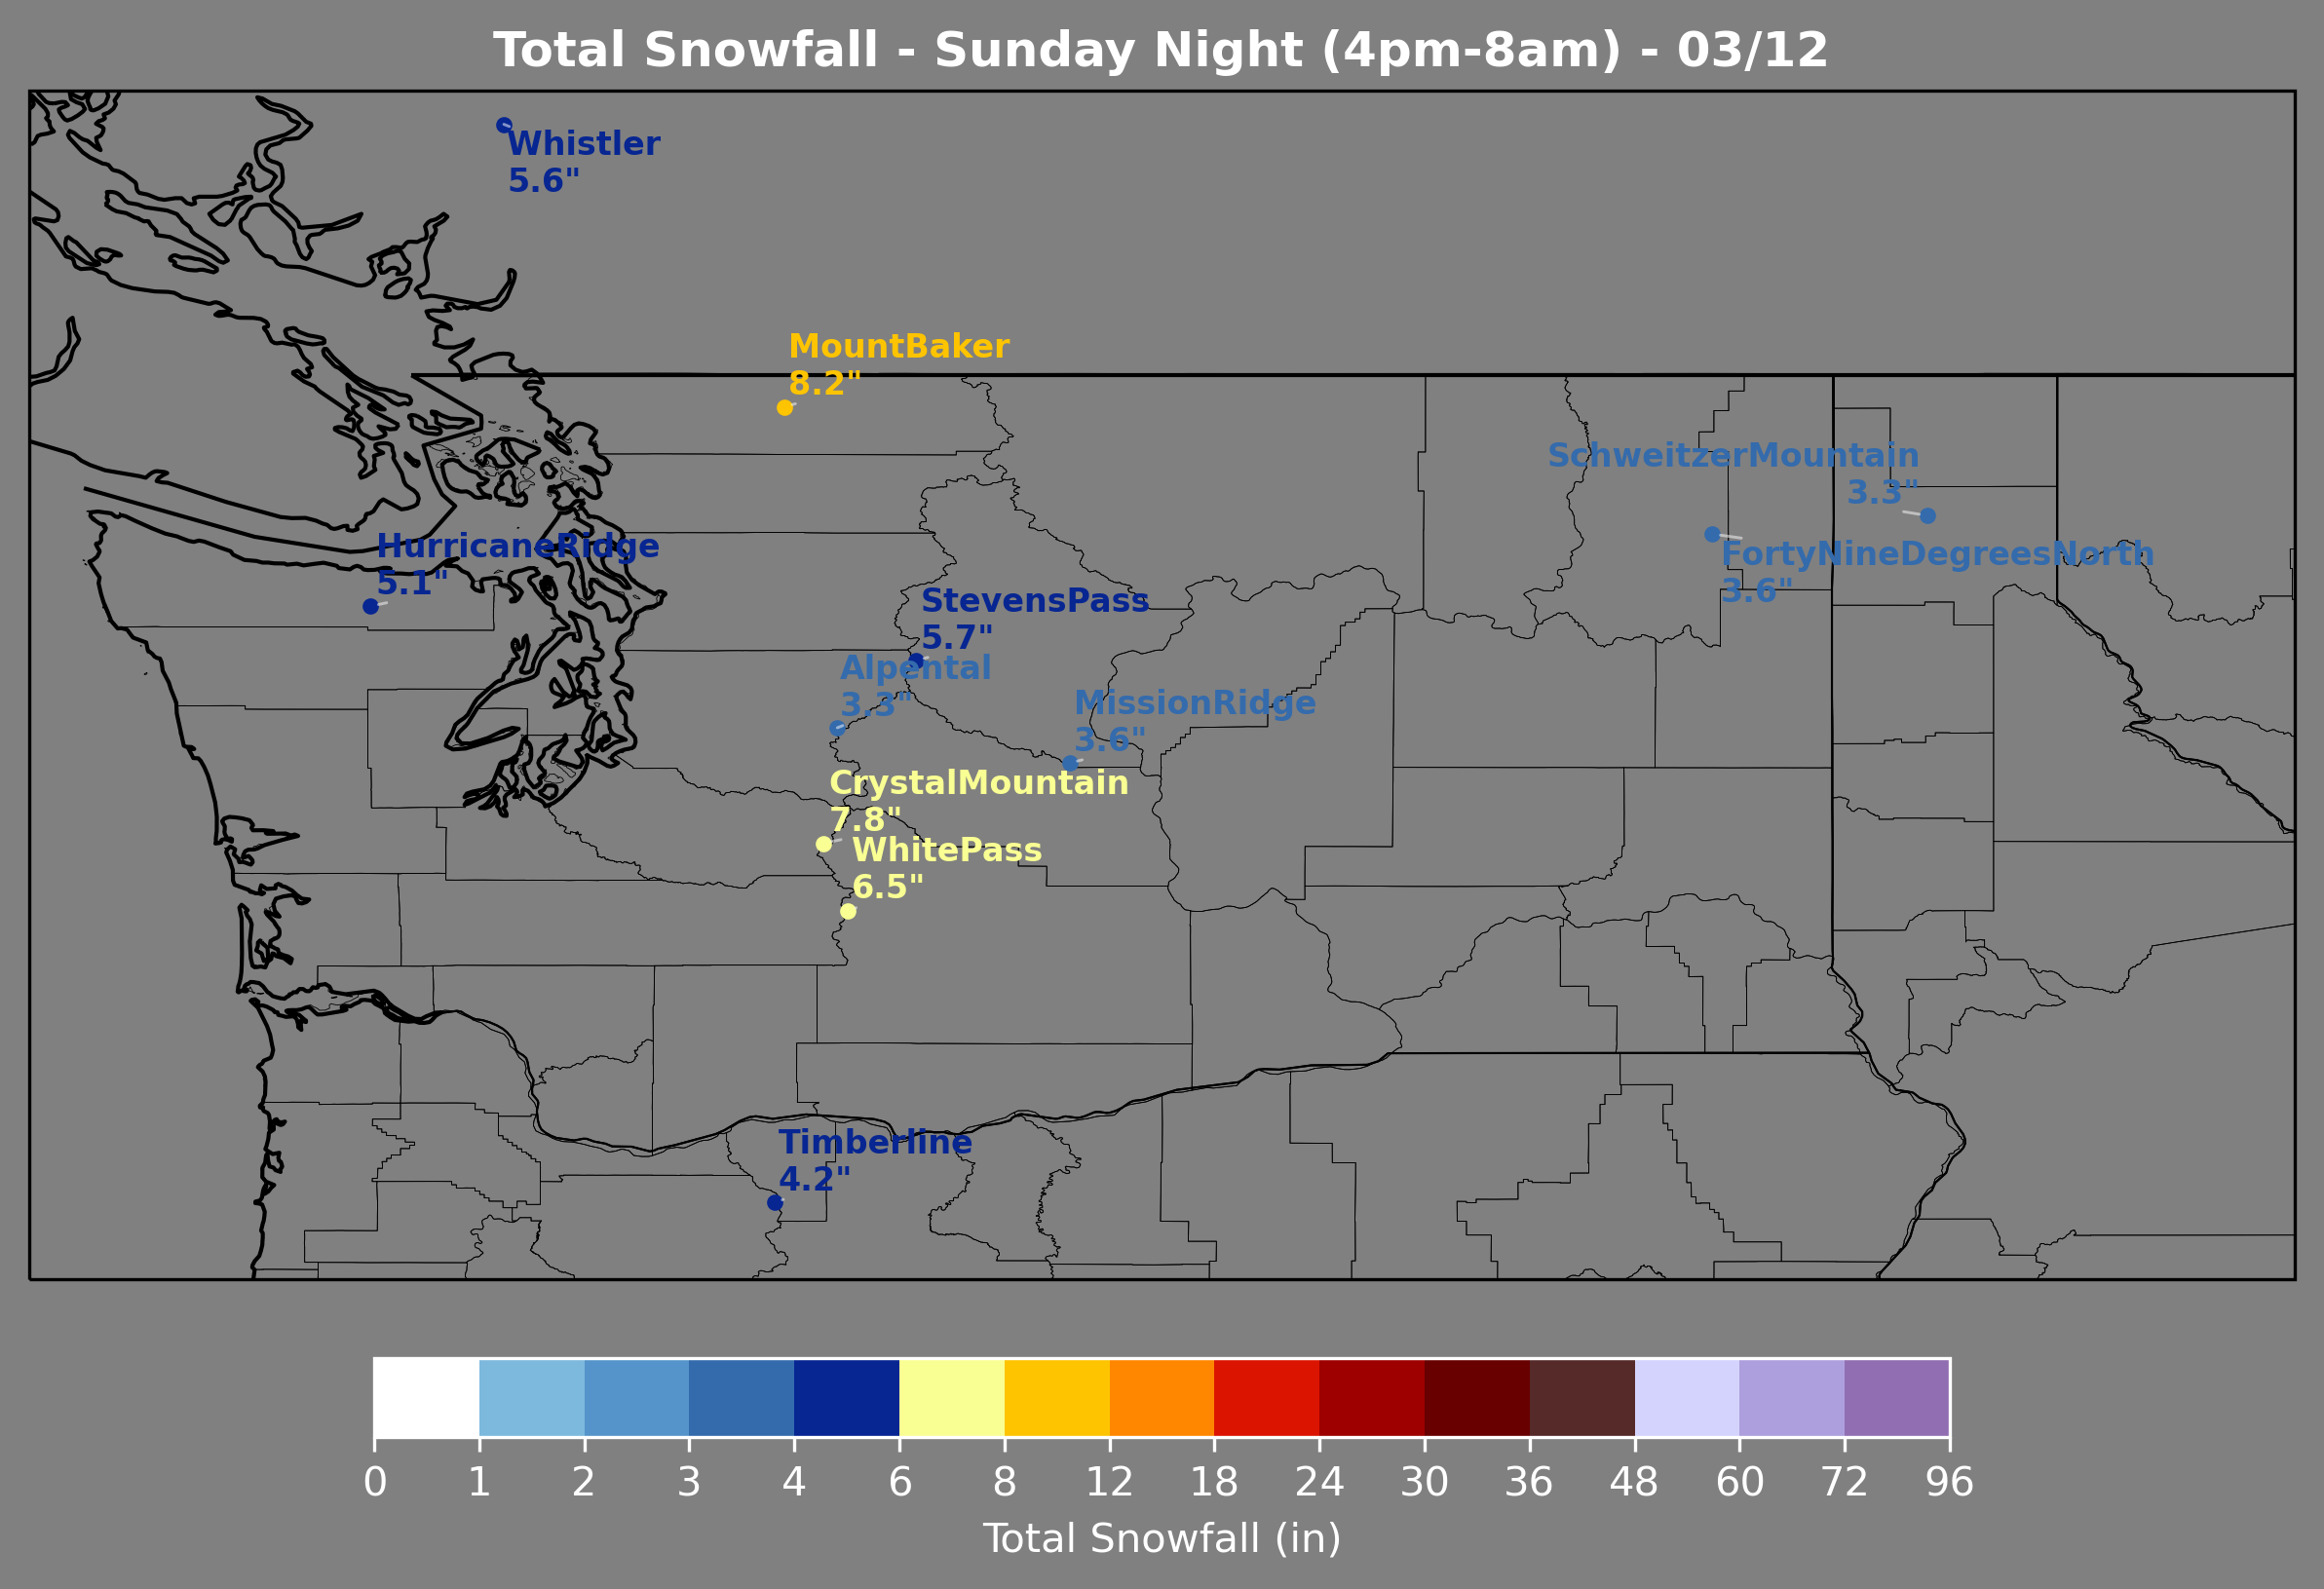 Total Snowfall - Sunday Night (4pm-8am) - 03/12
Whistler
5.6"
MountBaker
8.2"
SchweitzerMountain
3.3"
HurricaneRidge
5.1"
FortyNineDegreesNorth
3.6"
StevensPass
5.7"
Alpental
3.3"
MissionRidge
3.6"
CrystalMountain
7.8"
WhitePass
6.5"
Timberline
4.2"
0 1 2 3 4 6 8 12 18 24 30 36 48 60 72 96
Total Snowfall (in)